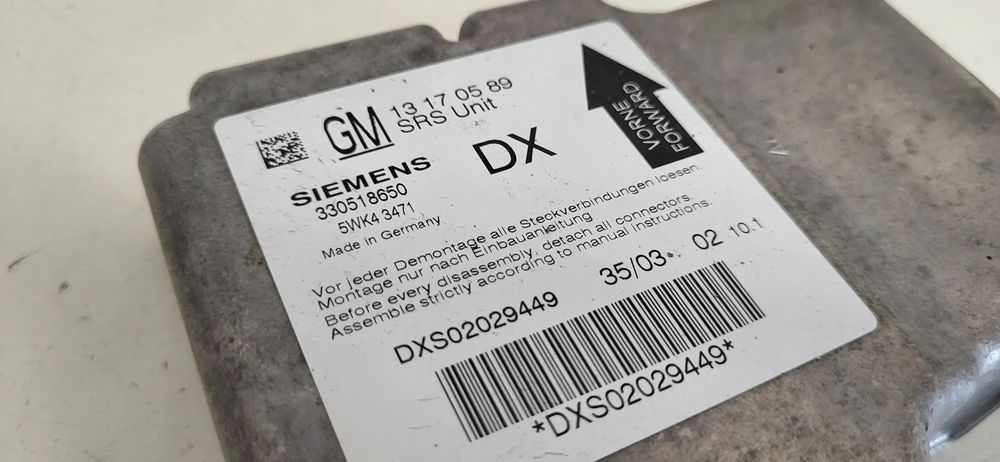 GM 13 17 05 89
SRS Unit
SIEMENS
330518650
5WK4 3471
Made in Germany
DX
VORNE
FORWARD
Vor jeder Demontage alle Steckverbindungen loesen.
Montage nur nach Einbauanleitung
Before every disassembly, detach all connectors.
Assemble strictly according to manual instructions.
DXS02029449 35/03. 02 10.1
*DXS02029449*